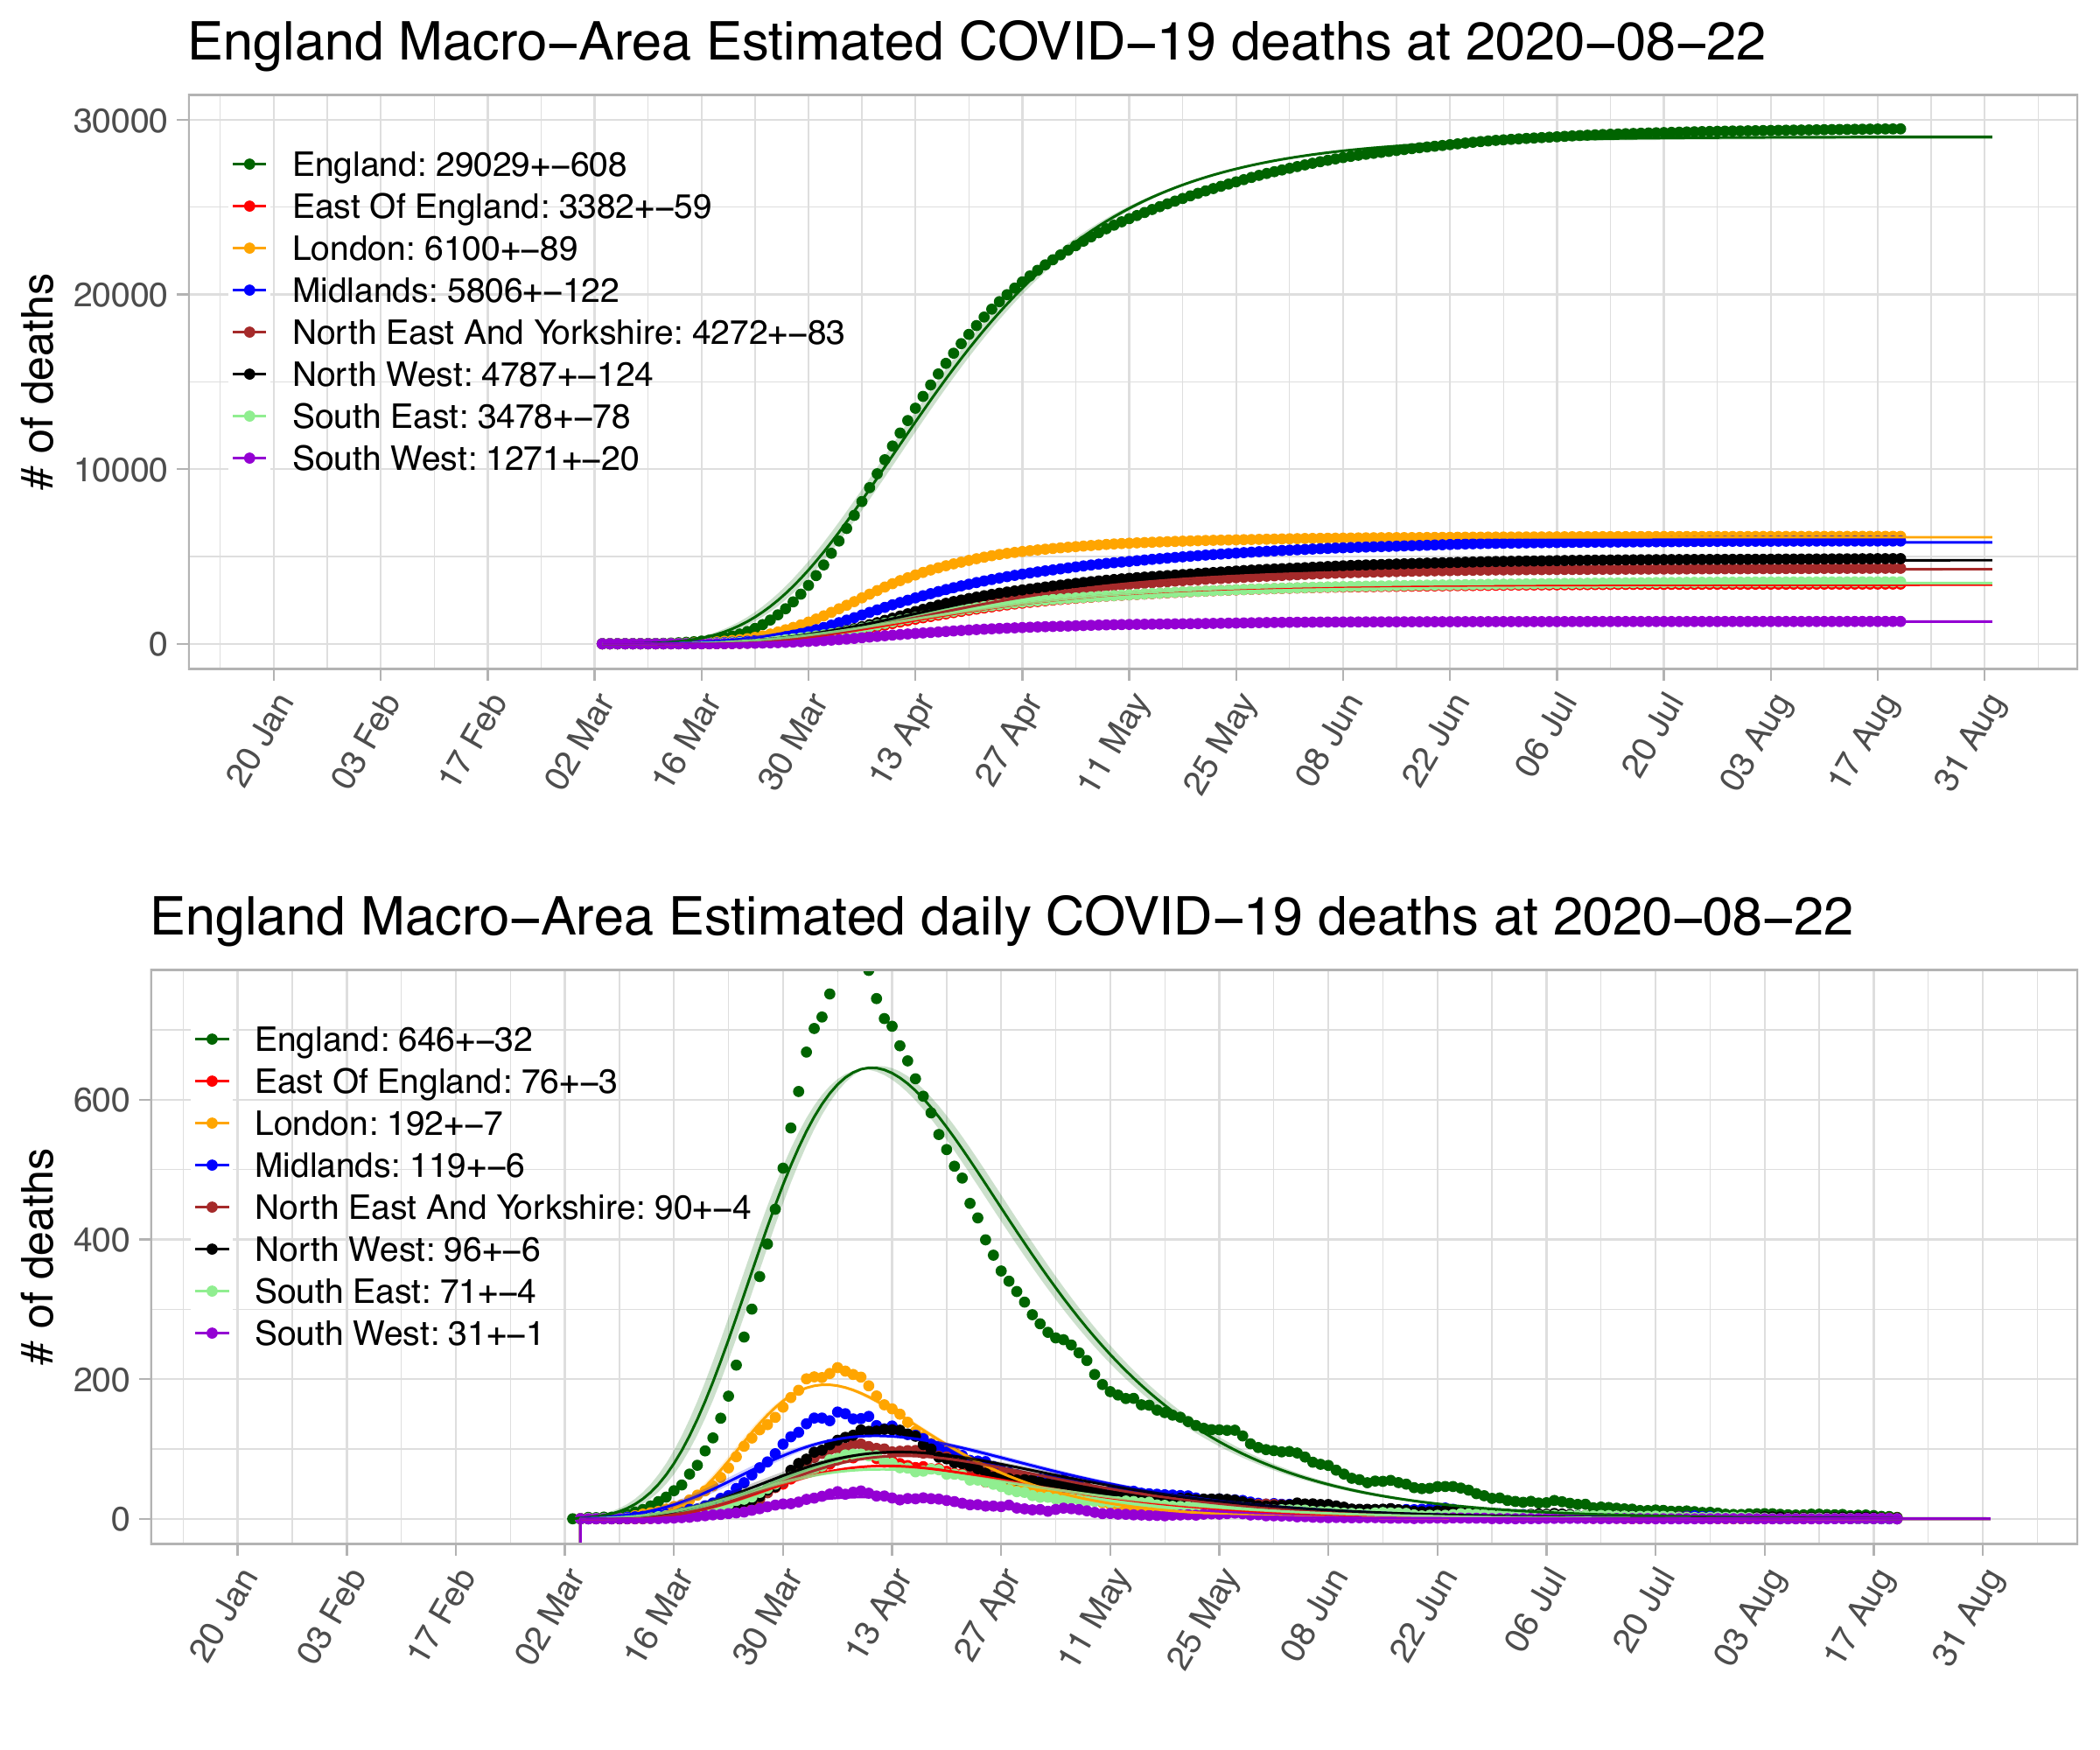 England Macro−Area Estimated COVID−19 deaths at 2020−08−22
# of deaths
30000
20000
10000
0
England: 29029+−608
East Of England: 3382+−59
London: 6100+−89
Midlands: 5806+−122
North East And Yorkshire: 4272+−83
North West: 4787+−124
South East: 3478+−78
South West: 1271+−20
20 Jan 03 Feb 17 Feb 02 Mar 16 Mar 30 Mar 13 Apr 27 Apr 11 May 25 May 08 Jun 22 Jun 06 Jul 20 Jul 03 Aug 17 Aug 31 Aug
England Macro−Area Estimated daily COVID−19 deaths at 2020−08−22
# of deaths
600
400
200
0
England: 646+−32
East Of England: 76+−3
London: 192+−7
Midlands: 119+−6
North East And Yorkshire: 90+−4
North West: 96+−6
South East: 71+−4
South West: 31+−1
20 Jan 03 Feb 17 Feb 02 Mar 16 Mar 30 Mar 13 Apr 27 Apr 11 May 25 May 08 Jun 22 Jun 06 Jul 20 Jul 03 Aug 17 Aug 31 Aug